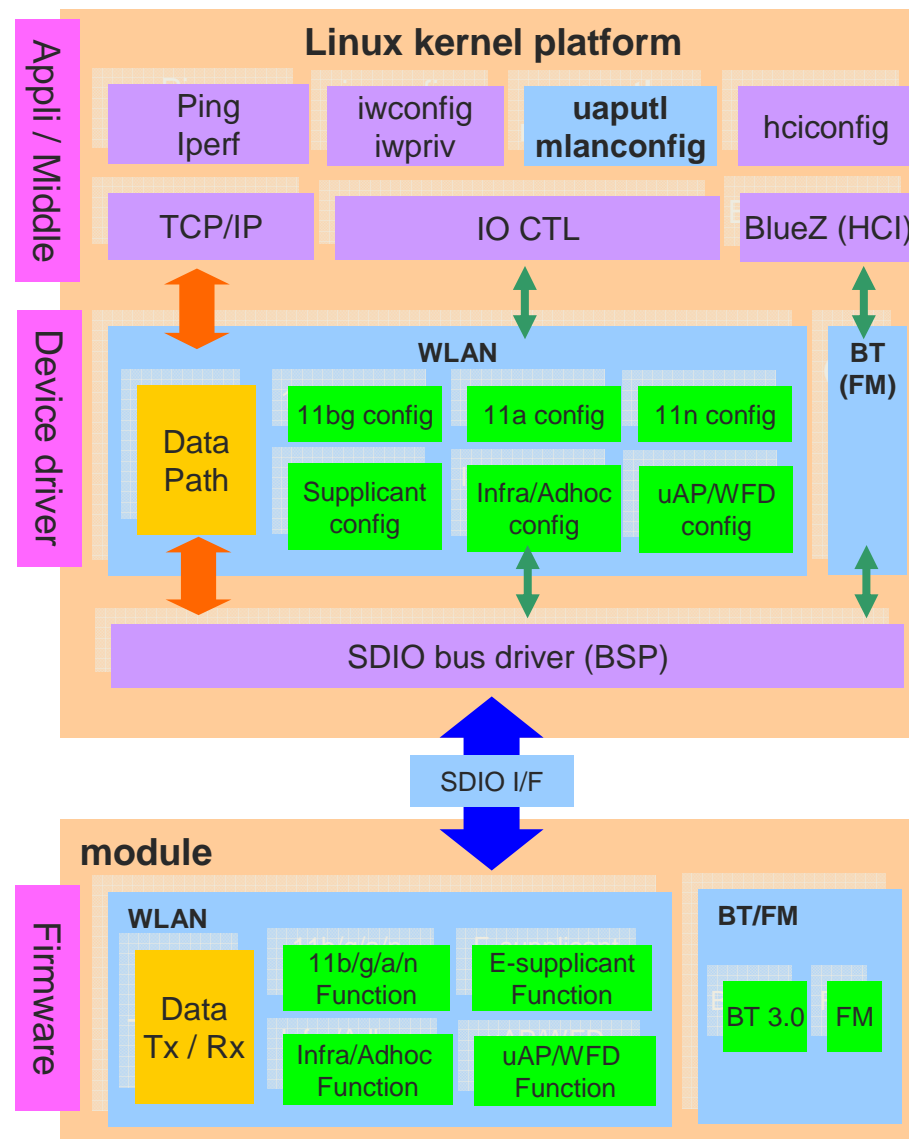 Appli / Middle
Linux kernel platform
Ping
Iperf
iwconfig
iwpriv
uaputl
mlanconfig
hciconfig
TCP/IP
IO CTL
BlueZ (HCI)
Device driver
WLAN
BT
(FM)
Data
Path
11bg config
11a config
11n config
Supplicant
config
Infra/Adhoc
config
uAP/WFD
config
SDIO bus driver (BSP)
SDIO I/F
module
Firmware
WLAN
Data
Tx / Rx
11b/g/a/n
Function
E-supplicant
Function
Infra/Adhoc
Function
uAP/WFD
Function
BT/FM
BT 3.0
FM